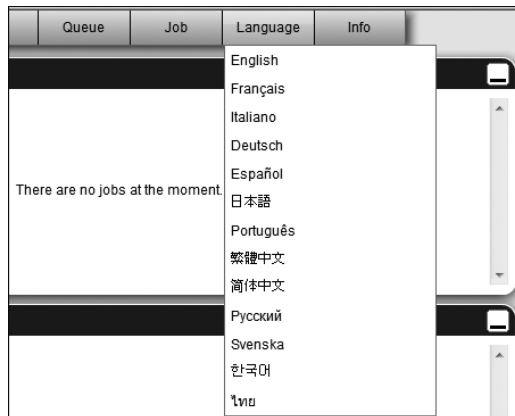 Queue Job Language Info
English
Français
Italiano
Deutsch
Español
There are no jobs at the moment.
日本語
Português
繁體中文
简体中文
Русский
Svenska
한국어
ไทย